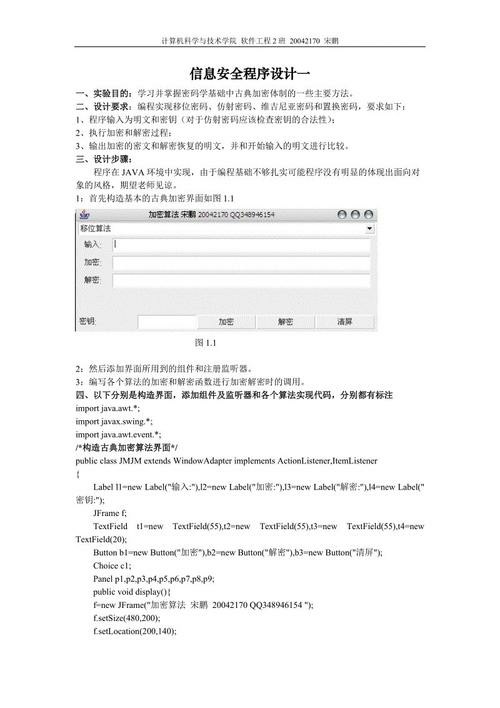 计算机科学与技术学院 软件工程2班 20042170 宋鹏
信息安全程序设计一
一、实验目的：学习并掌握密码学基础中古典加密体制的一些主要方法。
二、设计要求：编程实现移位密码、仿射密码、维吉尼亚密码和置换密码，要求如下：
1、程序输入为明文和密钥（对于仿射密码应该检查密钥的合法性）；
2、执行加密和解密过程；
3、输出加密的密文和解密恢复的明文，并和开始输入的明文进行比较。
三、设计步骤：
程序在 JAVA 环境中实现，由于编程基础不够扎实可能程序没有明显的体现出面向对
象的风格，期望老师见谅。
1：首先构造基本的古典加密界面如图 1.1
加密算法 宋鹏 20042170 QQ348946154
移位算法
输入:
加密:
解密:
密钥:
加密
解密
清屏
图 1.1
2：然后添加界面所用到的组件和注册监听器。
3：编写各个算法的加密和解密函数进行加密解密时的调用。
四、以下分别是构造界面，添加组件及监听器和各个算法实现代码，分别都有标注
import java.awt.*;
import javax.swing.*;
import java.awt.event.*;
/*构造古典加密算法界面*/
public class JMJM extends WindowAdapter implements ActionListener,ItemListener
{
Label l1=new Label("输入:"),l2=new Label("加密:"),l3=new Label("解密:"),l4=new Label("
密钥:");
JFrame f;
TextField t1=new TextField(55),t2=new TextField(55),t3=new TextField(55),t4=new
TextField(20);
Button b1=new Button("加密"),b2=new Button("解密"),b3=new Button("清屏");
Choice c1;
Panel p1,p2,p3,p4,p5,p6,p7,p8,p9;
public void display(){
f=new JFrame("加密算法 宋鹏 20042170 QQ348946154 ");
f.setSize(480,200);
f.setLocation(200,140);